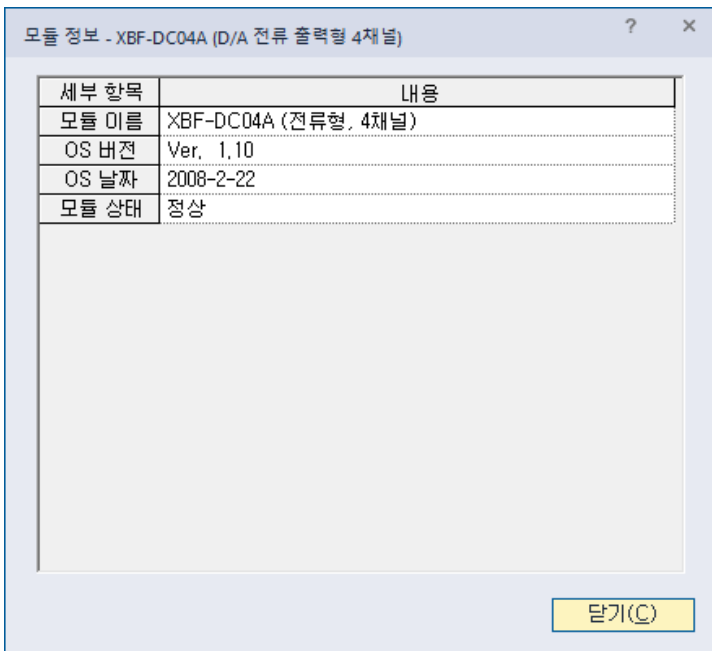 모듈 정보 - XBF-DC04A (D/A 전류 출력형 4채널) ? ×
세부 항목 내용
모듈 이름 XBF-DC04A (전류형, 4채널)
OS 버전 Ver. 1.10
OS 날짜 2008-2-22
모듈 상태 정상
닫기(C)